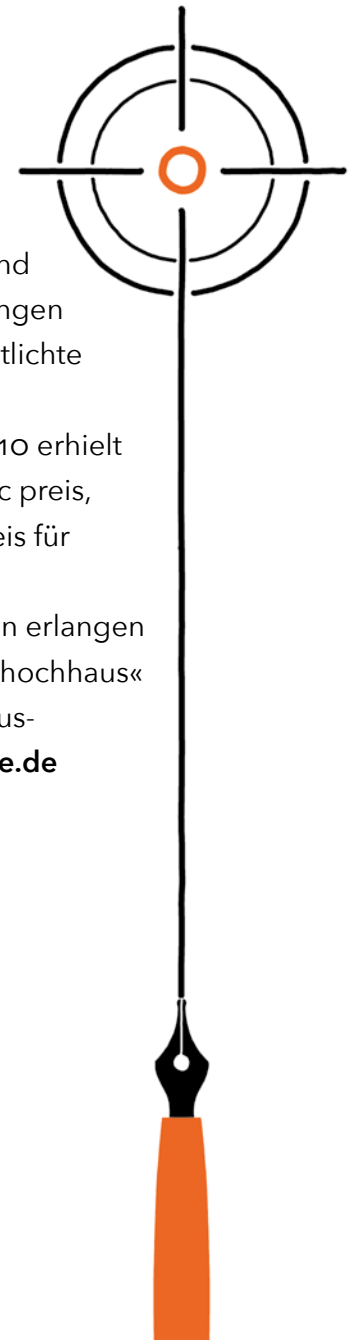 nd
ngen
tlichte
10 erhielt
c preis,
eis für
n erlangen
hochhaus«
us-
e.de